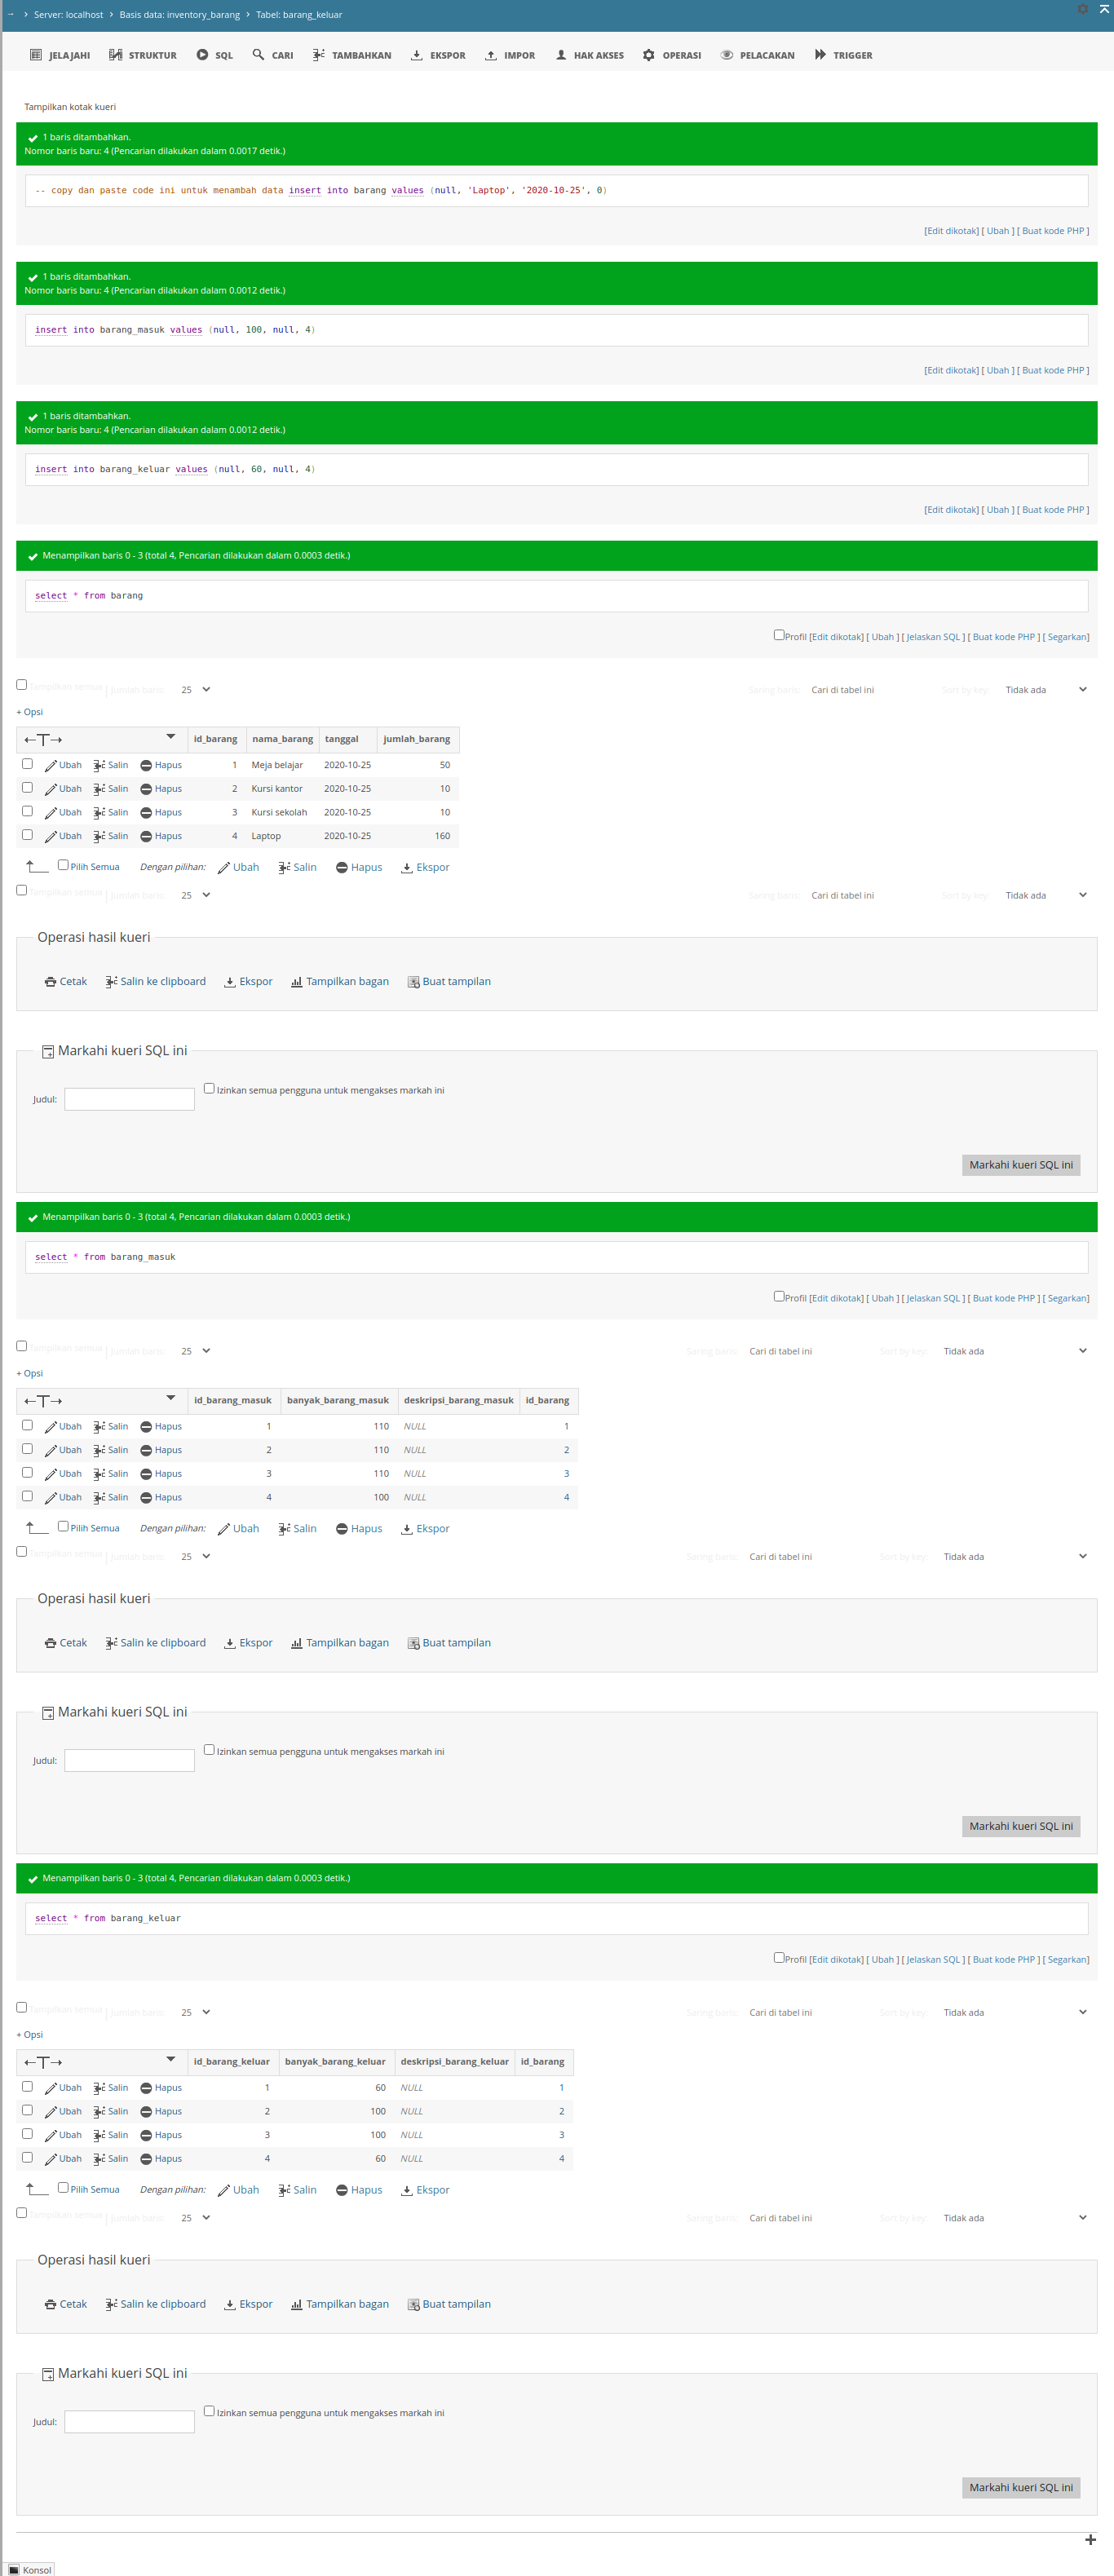 Server: localhost › Basis data: inventory_barang › Tabel: barang_keluar
JELAJAHI STRUKTUR SQL CARI TAMBAHKAN EKSPOR IMPOR HAK AKSES OPERASI PELACAKAN TRIGGER
Tampilkan kotak kueri
1 baris ditambahkan.
Nomor baris baru: 4 (Pencarian dilakukan dalam 0.0017 detik.)
-- copy dan paste code ini untuk menambah data insert into barang values (null, 'Laptop', '2020-10-25', 0)
[Edit dikotak] [ Ubah ] [ Buat kode PHP ]
1 baris ditambahkan.
Nomor baris baru: 4 (Pencarian dilakukan dalam 0.0012 detik.)
insert into barang_masuk values (null, 100, null, 4)
[Edit dikotak] [ Ubah ] [ Buat kode PHP ]
1 baris ditambahkan.
Nomor baris baru: 4 (Pencarian dilakukan dalam 0.0012 detik.)
insert into barang_keluar values (null, 60, null, 4)
[Edit dikotak] [ Ubah ] [ Buat kode PHP ]
Menampilkan baris 0 - 3 (total 4, Pencarian dilakukan dalam 0.0003 detik.)
select * from barang
Profil [Edit dikotak] [ Ubah ] [ Jelaskan SQL ] [ Buat kode PHP ] [ Segarkan]
Tampilkan semua | Jumlah baris: 25 Saring baris: Cari di tabel ini Sort by key: Tidak ada
+ Opsi
←T→ id_barang nama_barang tanggal jumlah_barang
Ubah Salin Hapus 1 Meja belajar 2020-10-25 50
Ubah Salin Hapus 2 Kursi kantor 2020-10-25 10
Ubah Salin Hapus 3 Kursi sekolah 2020-10-25 10
Ubah Salin Hapus 4 Laptop 2020-10-25 160
Pilih Semua Dengan pilihan: Ubah Salin Hapus Ekspor
Tampilkan semua | Jumlah baris: 25 Saring baris: Cari di tabel ini Sort by key: Tidak ada
Operasi hasil kueri
Cetak Salin ke clipboard Ekspor Tampilkan bagan Buat tampilan
Markahi kueri SQL ini
Judul: Izinkan semua pengguna untuk mengakses markah ini
Markahi kueri SQL ini
Menampilkan baris 0 - 3 (total 4, Pencarian dilakukan dalam 0.0003 detik.)
select * from barang_masuk
Profil [Edit dikotak] [ Ubah ] [ Jelaskan SQL ] [ Buat kode PHP ] [ Segarkan]
Tampilkan semua | Jumlah baris: 25 Saring baris: Cari di tabel ini Sort by key: Tidak ada
+ Opsi
←T→ id_barang_masuk banyak_barang_masuk deskripsi_barang_masuk id_barang
Ubah Salin Hapus 1 110 NULL 1
Ubah Salin Hapus 2 110 NULL 2
Ubah Salin Hapus 3 110 NULL 3
Ubah Salin Hapus 4 100 NULL 4
Pilih Semua Dengan pilihan: Ubah Salin Hapus Ekspor
Tampilkan semua | Jumlah baris: 25 Saring baris: Cari di tabel ini Sort by key: Tidak ada
Operasi hasil kueri
Cetak Salin ke clipboard Ekspor Tampilkan bagan Buat tampilan
Markahi kueri SQL ini
Judul: Izinkan semua pengguna untuk mengakses markah ini
Markahi kueri SQL ini
Menampilkan baris 0 - 3 (total 4, Pencarian dilakukan dalam 0.0003 detik.)
select * from barang_keluar
Profil [Edit dikotak] [ Ubah ] [ Jelaskan SQL ] [ Buat kode PHP ] [ Segarkan]
Tampilkan semua | Jumlah baris: 25 Saring baris: Cari di tabel ini Sort by key: Tidak ada
+ Opsi
←T→ id_barang_keluar banyak_barang_keluar deskripsi_barang_keluar id_barang
Ubah Salin Hapus 1 60 NULL 1
Ubah Salin Hapus 2 100 NULL 2
Ubah Salin Hapus 3 100 NULL 3
Ubah Salin Hapus 4 60 NULL 4
Pilih Semua Dengan pilihan: Ubah Salin Hapus Ekspor
Tampilkan semua | Jumlah baris: 25 Saring baris: Cari di tabel ini Sort by key: Tidak ada
Operasi hasil kueri
Cetak Salin ke clipboard Ekspor Tampilkan bagan Buat tampilan
Markahi kueri SQL ini
Judul: Izinkan semua pengguna untuk mengakses markah ini
Markahi kueri SQL ini
Konsol